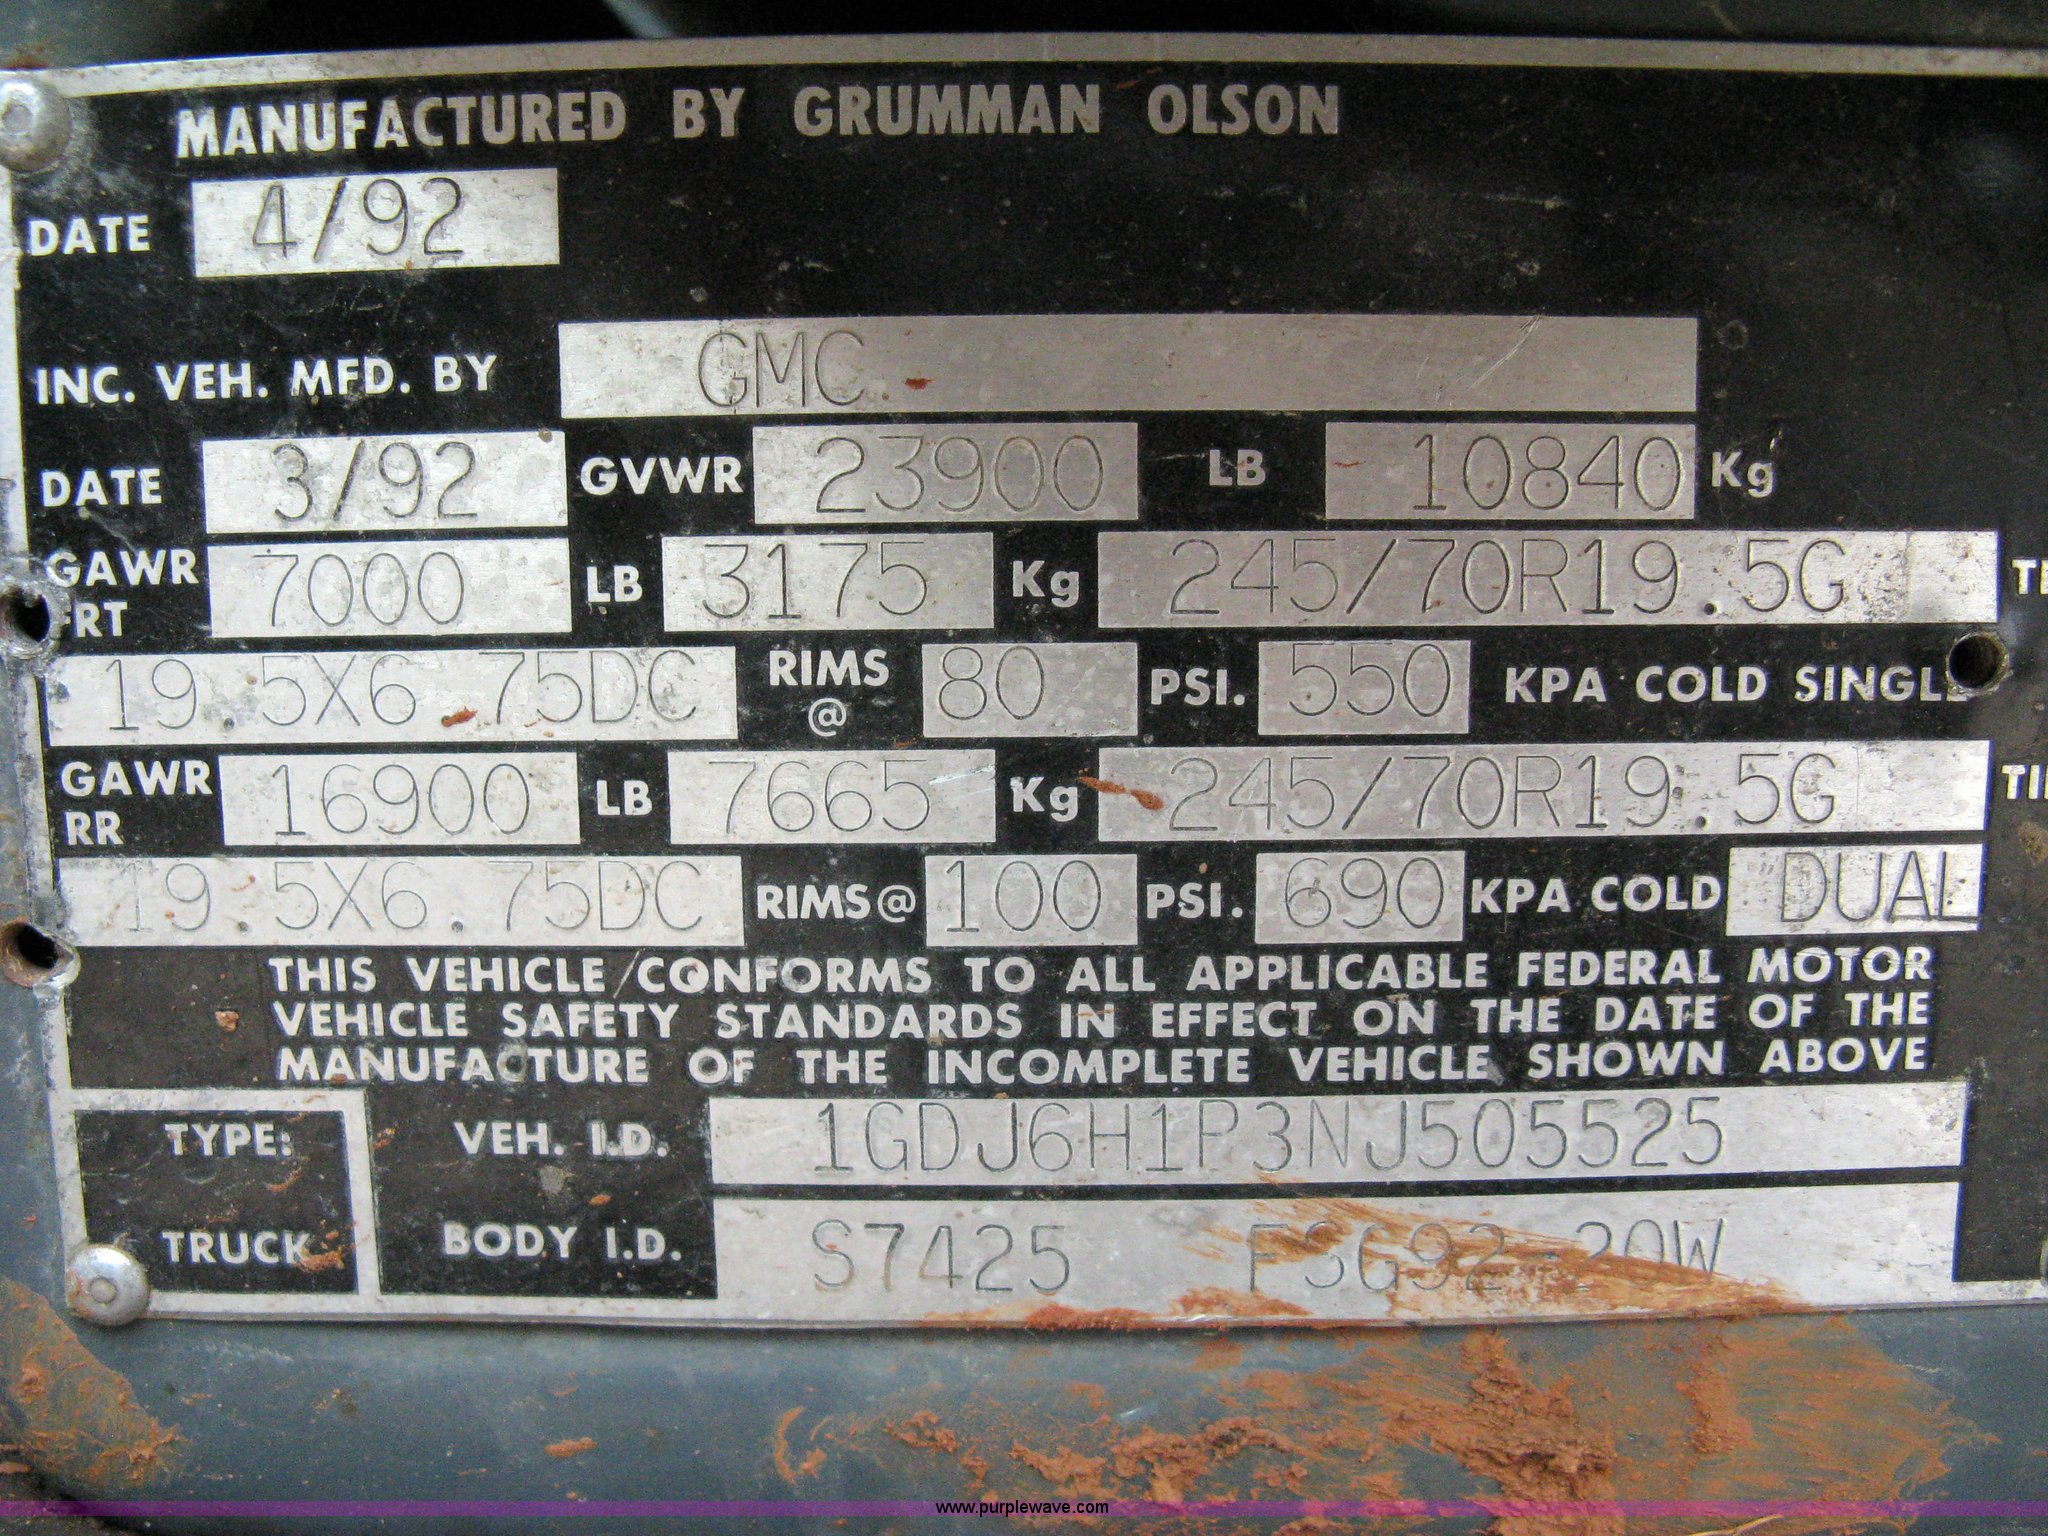 MANUFACTURED BY GRUMMAN OLSON
DATE 4/92
INC. VEH. MFD. BY GMC
DATE 3/92 GVWR 23900 LB 10840 Kg
GAWR FRT 7000 LB 3175 Kg 245/70R19.5G
19.5X6.75DC RIMS @ 80 PSI. 550 KPA COLD SINGLE
GAWR RR 16900 LB 7665 Kg 245/70R19.5G
19.5X6.75DC RIMS @ 100 PSI. 690 KPA COLD DUAL
THIS VEHICLE CONFORMS TO ALL APPLICABLE FEDERAL MOTOR
VEHICLE SAFETY STANDARDS IN EFFECT ON THE DATE OF THE
MANUFACTURE OF THE INCOMPLETE VEHICLE SHOWN ABOVE
TYPE: VEH. I.D. 1GDJ6H1P3NJ505525
TRUCK BODY I.D. S7425
www.purplewave.com